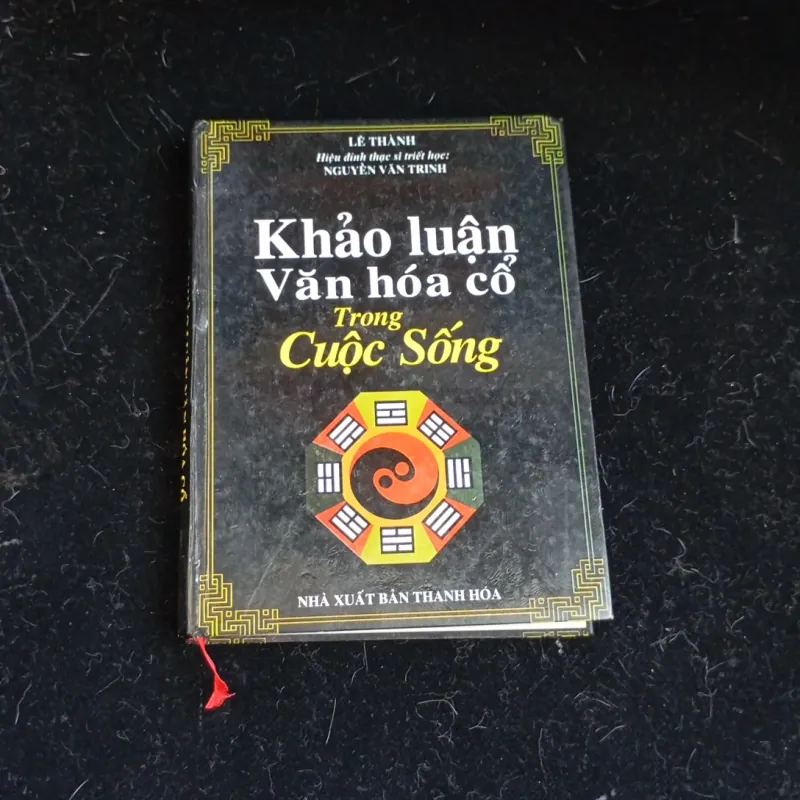 LÊ THÀNH
Hiệu đính thạc sĩ triết học:
NGUYỄN VĂN TRINH
Khảo luận
Văn hóa cổ
Trong
Cuộc Sống
NHÀ XUẤT BẢN THANH HÓA